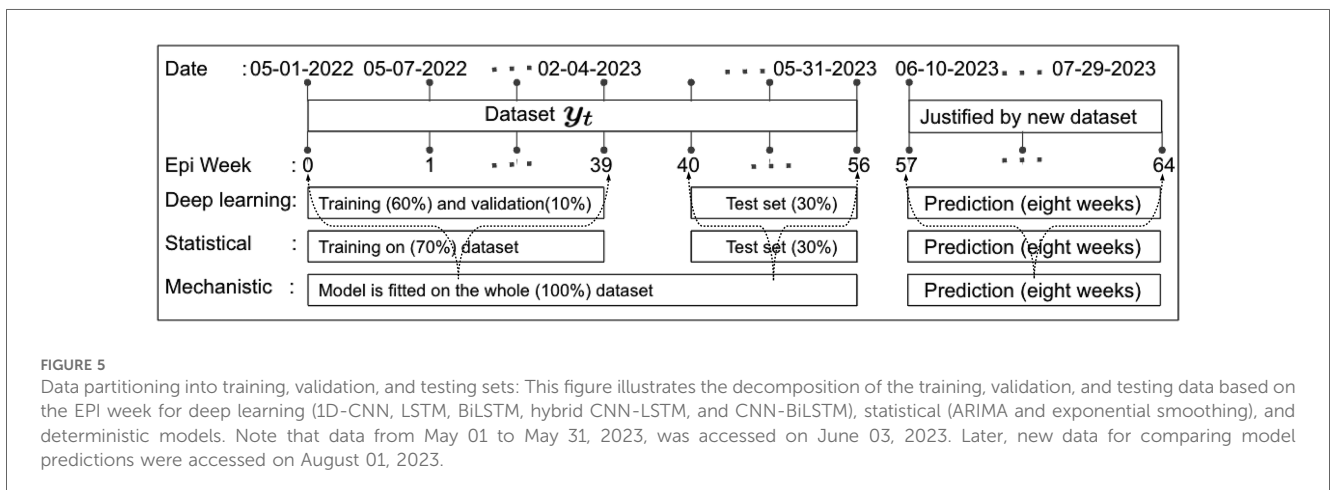 Date : 05-01-2022 05-07-2022 ... 02-04-2023 ... 05-31-2023 06-10-2023 ... 07-29-2023
Dataset yt Justified by new dataset
Epi Week : 0 1 ... 39 40 ... 56 57 ... 64
Deep learning: Training (60%) and validation(10%) Test set (30%) Prediction (eight weeks)
Statistical : Training on (70%) dataset Test set (30%) Prediction (eight weeks)
Mechanistic : Model is fitted on the whole (100%) dataset Prediction (eight weeks)
FIGURE 5
Data partitioning into training, validation, and testing sets: This figure illustrates the decomposition of the training, validation, and testing data based on
the EPI week for deep learning (1D-CNN, LSTM, BiLSTM, hybrid CNN-LSTM, and CNN-BiLSTM), statistical (ARIMA and exponential smoothing), and
deterministic models. Note that data from May 01 to May 31, 2023, was accessed on June 03, 2023. Later, new data for comparing model
predictions were accessed on August 01, 2023.